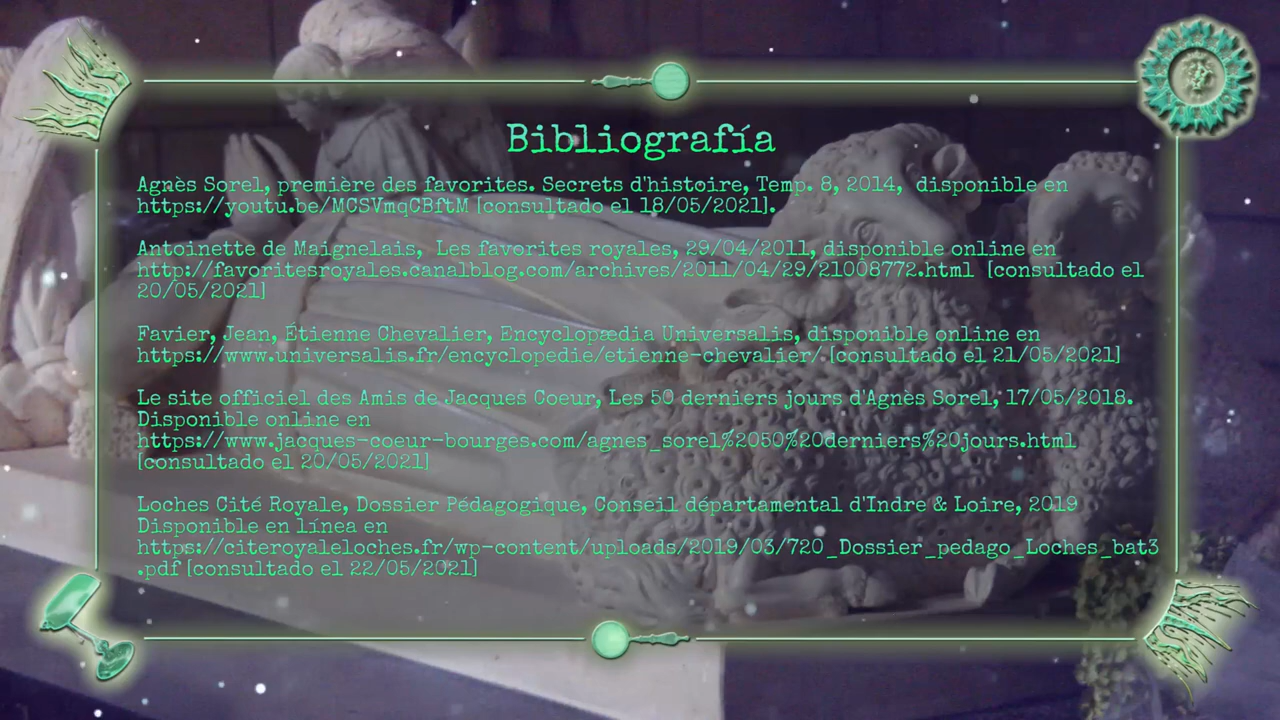 Bibliografía
Agnès Sorel, première des favorites. Secrets d'histoire, Temp. 8, 2014, disponible en
https://youtu.be/MCSVmqCBftM [consultado el 18/05/2021].
Antoinette de Maignelais, Les favorites royales, 29/04/2011, disponible online en
http://favoritesroyales.canalblog.com/archives/2011/04/29/21008772.html [consultado el
20/05/2021]
Favier, Jean, Étienne Chevalier, Encyclopædia Universalis, disponible online en
https://www.universalis.fr/encyclopedie/etienne-chevalier/ [consultado el 21/05/2021]
Le site officiel des Amis de Jacques Coeur, Les 50 derniers jours d'Agnès Sorel, 17/05/2018.
Disponible online en
https://www.jacques-coeur-bourges.com/agnes_sorel%2050%20derniers%20jours.html
[consultado el 20/05/2021]
Loches Cité Royale, Dossier Pédagogique, Conseil départamental d'Indre & Loire, 2019
Disponible en línea en
https://citeroyaleloches.fr/wp-content/uploads/2019/03/720_Dossier_pedago_Loches_bat3
.pdf [consultado el 22/05/2021]